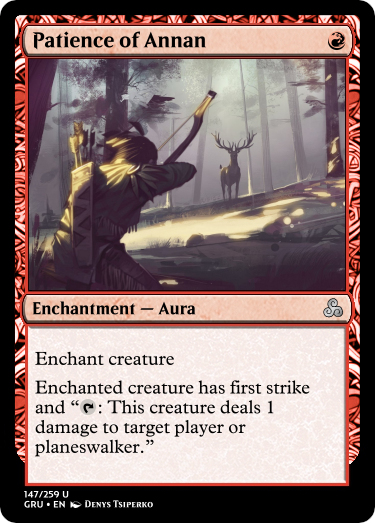 Patience of Annan
Enchantment — Aura
Enchant creature
Enchanted creature has first strike
and “: This creature deals 1
damage to target player or
planeswalker.”
147/259 U
GRU • EN Denys Tsiperko